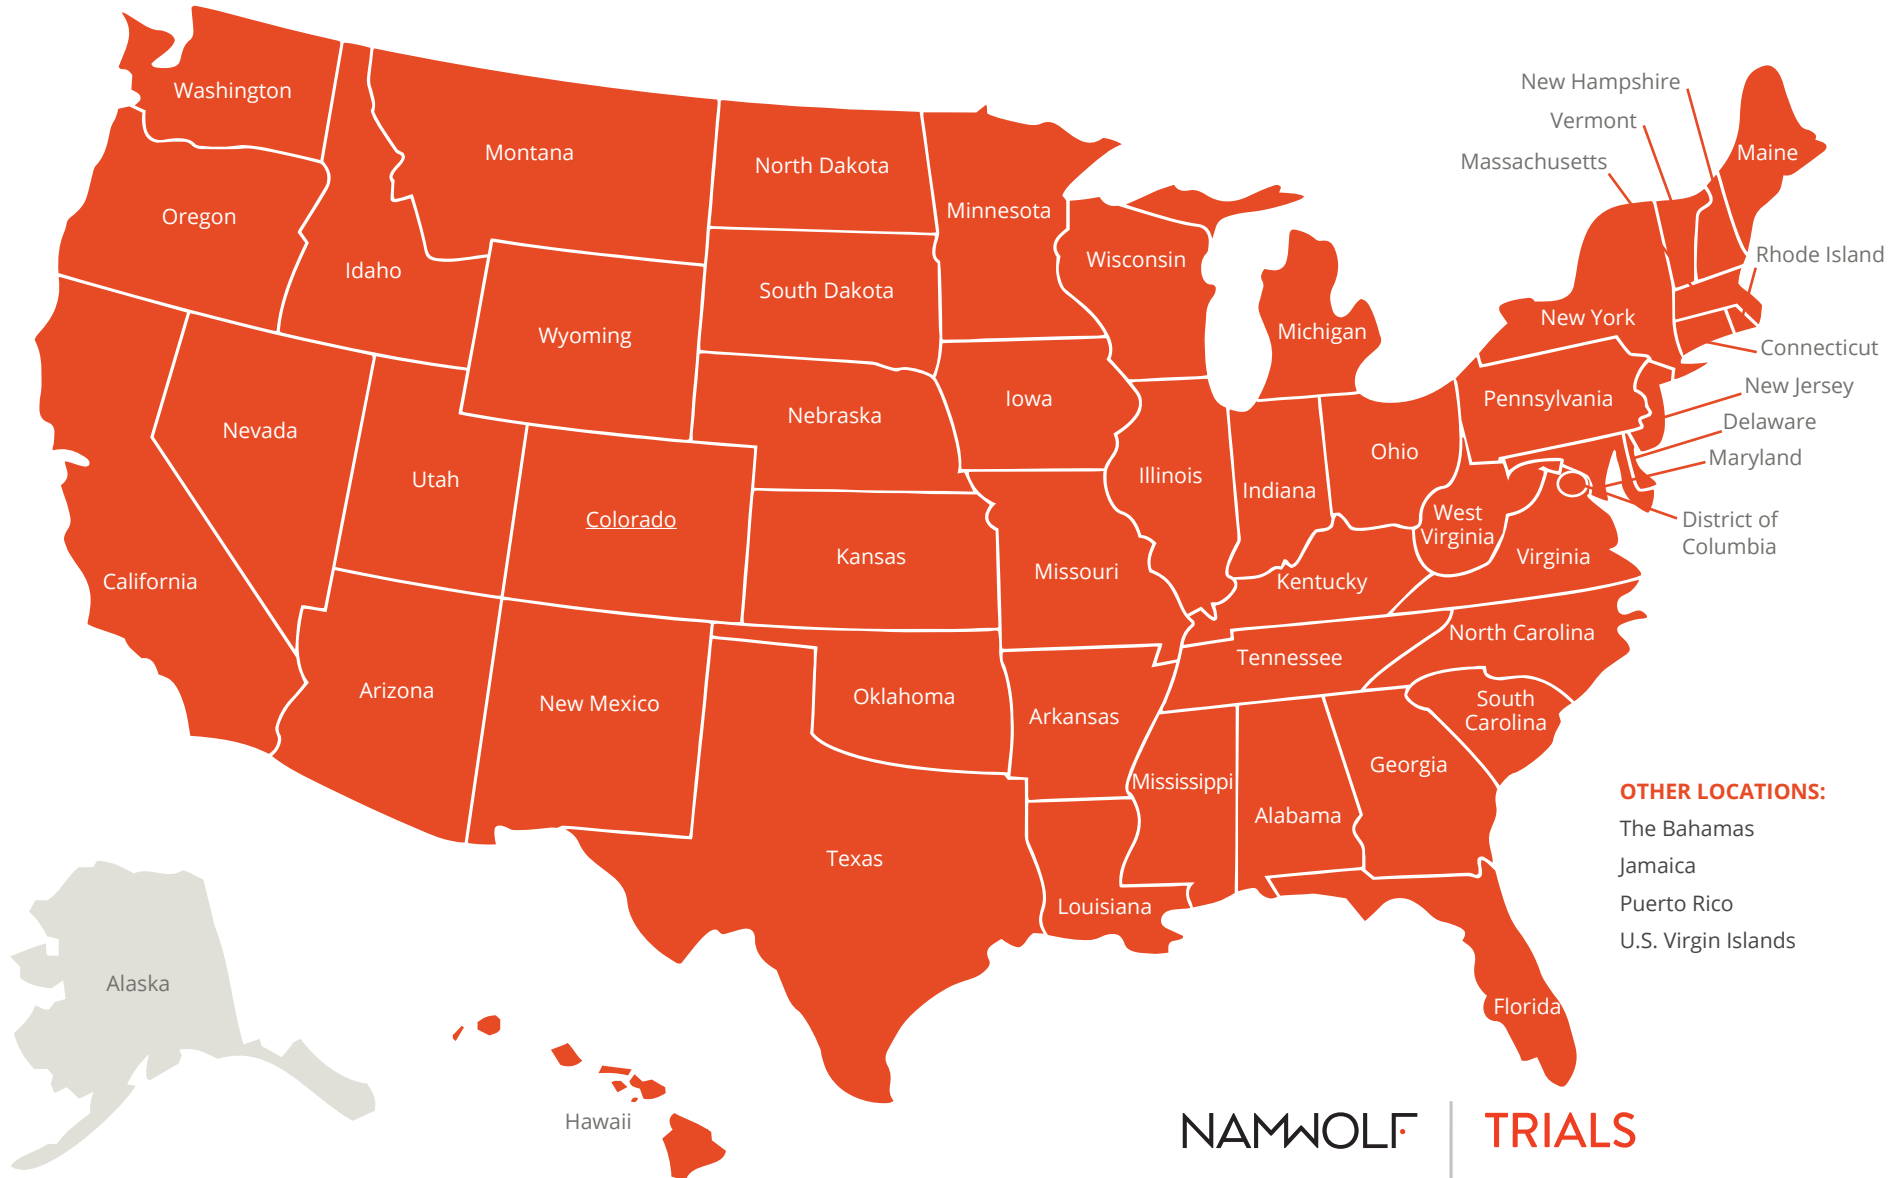 New Hampshire
Washington
Vermont
Montana
Maine
Massachusetts
North Dakota
Minnesota
Oregon
Rhode Island
Wisconsin
Idaho
South Dakota
New York
Michigan
Wyoming
Connecticut
New Jersey
Iowa
Pennsylvania
Nebraska
Delaware
Nevada
Ohio
Maryland
Utah
Illinois
Indiana
Colorado
West
Virginia
District of
Columbia
Kansas
Virginia
Missouri
California
Kentucky
North Carolina
Tennessee
Arizona
Oklahoma
New Mexico
South
Carolina
Arkansas
Georgia
Mississippi
Alabama
Texas
Louisiana
OTHER LOCATIONS:
The Bahamas
Jamaica
Puerto Rico
U.S. Virgin Islands
Alaska
Florida
Hawaii
NAMWOLF | TRIALS